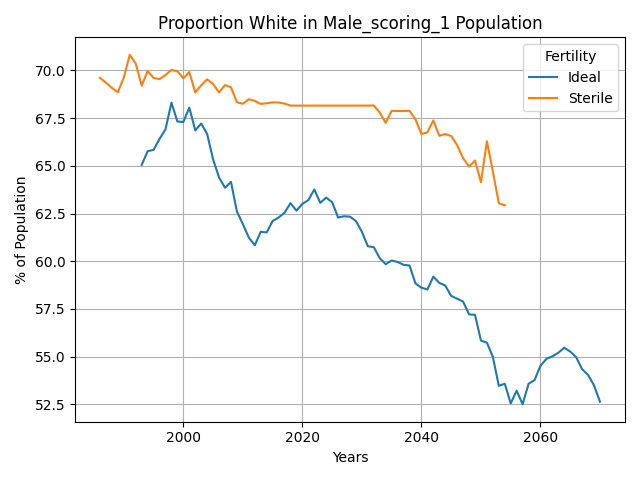 Proportion White in Male_scoring_1 Population
Fertility
Ideal
Sterile
% of Population
70.0
67.5
65.0
62.5
60.0
57.5
55.0
52.5
2000
2020
2040
2060
Years